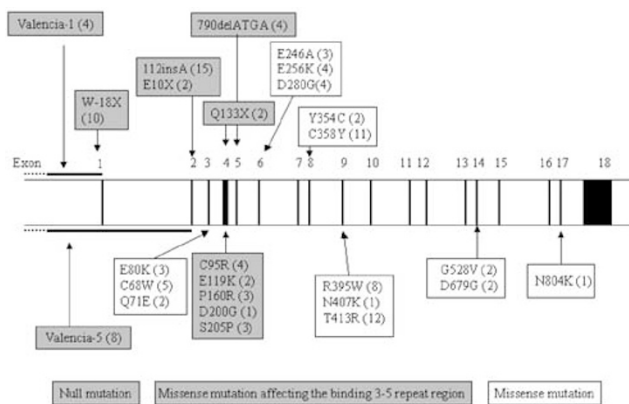 Valencia-1 (4)
790delATGA (4)
E246A (3)
E256K (4)
D280G(4)
112insA (15)
E10X (2)
W-18X
(10)
Q133X (2)
Y354C (2)
C358Y (11)
Exon
1 2 3 4 5 6 7 8 9 10 11 12 13 14 15 16 17 18
E80K (3)
C68W (5)
Q71E (2)
C95R (4)
E119K (2)
P160R (3)
D200G (1)
S205P (3)
R395W (8)
N407K (1)
T413R (12)
G528V (2)
D679G (2)
N804K (1)
Valencia-5 (8)
Null mutation
Missense mutation affecting the binding 3-5 repeat region
Missense mutation